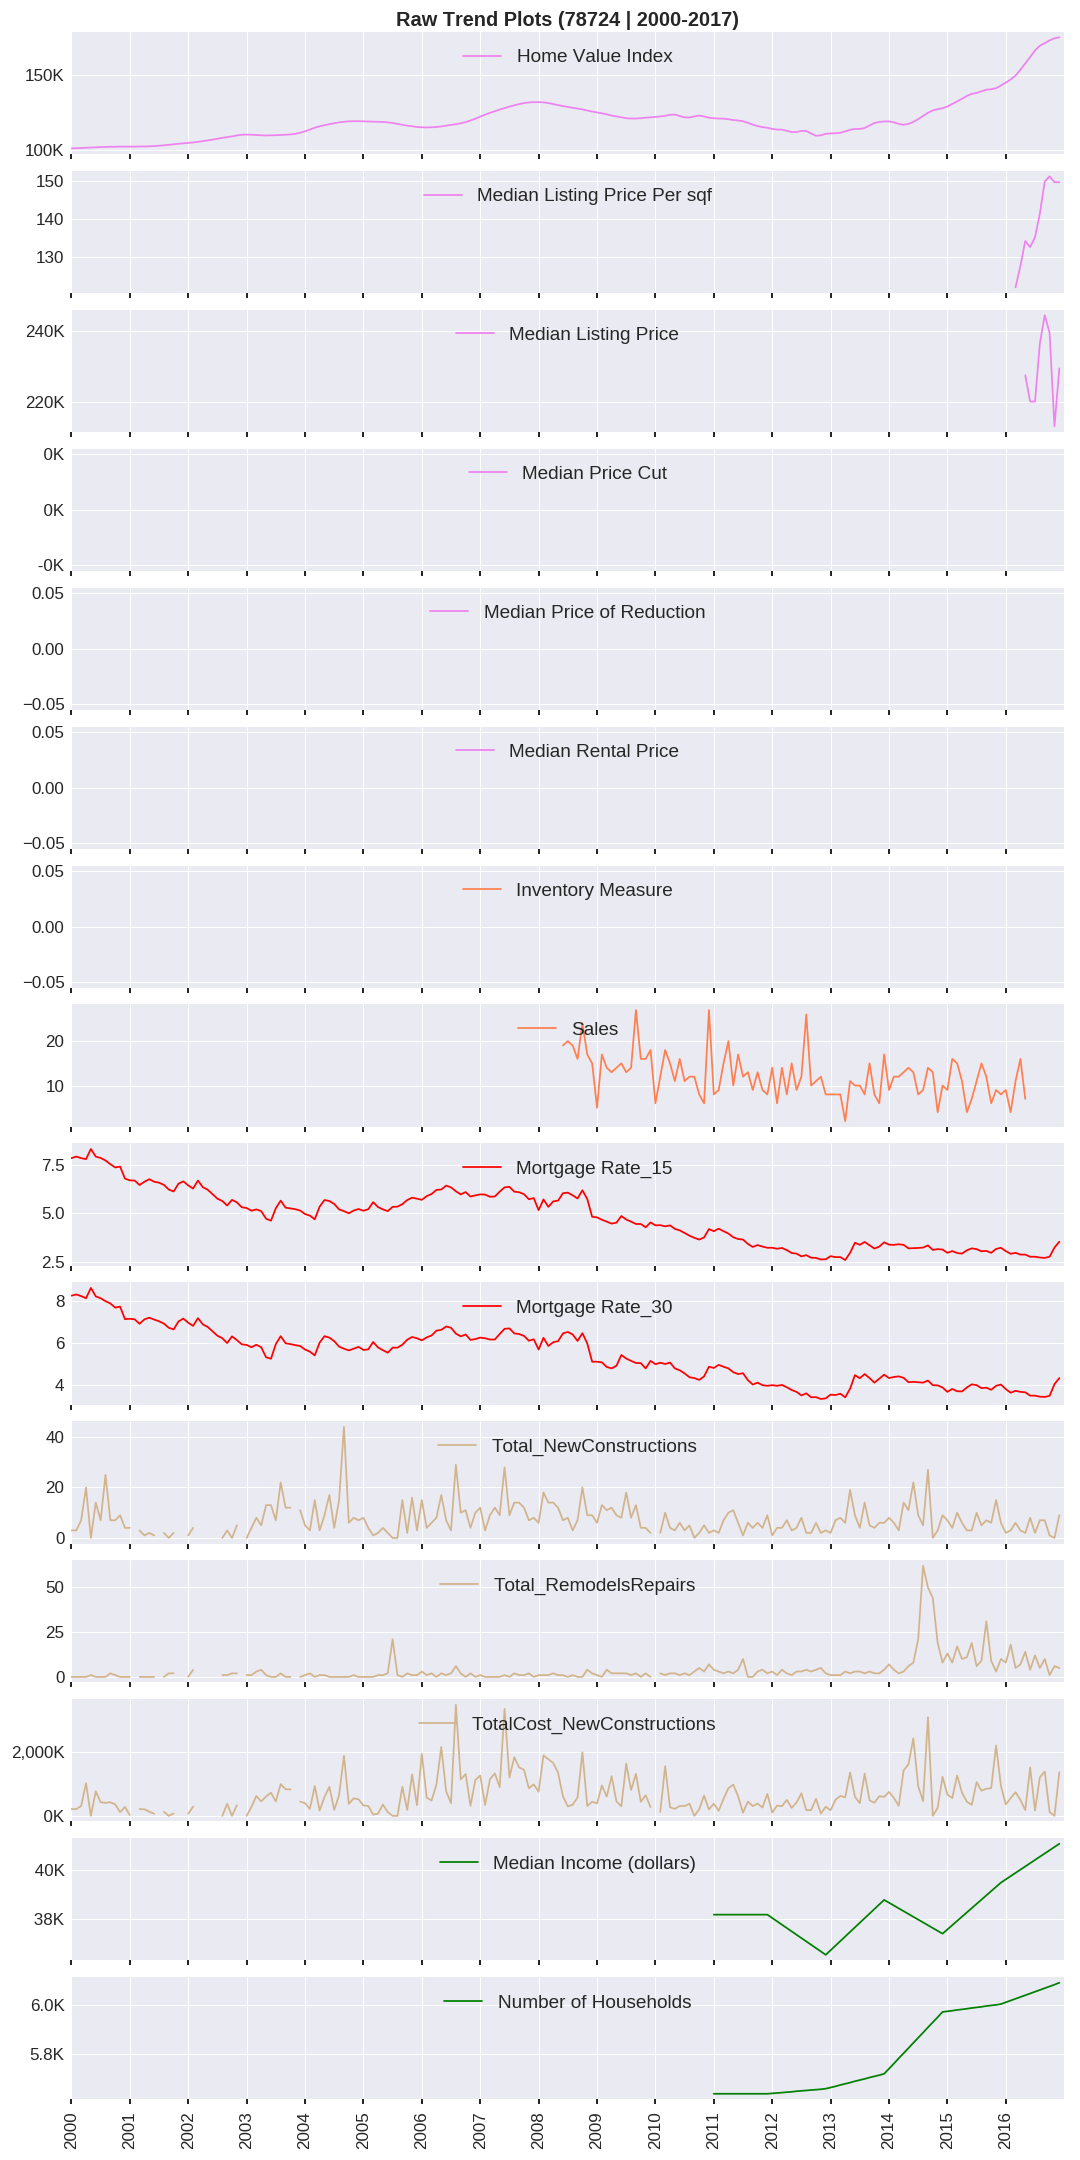 Raw Trend Plots (78724 | 2000-2017)
Home Value Index
150K
100K
Median Listing Price Per sqf
150
140
130
Median Listing Price
240K
220K
Median Price Cut
0K
0K
-0K
Median Price of Reduction
0.05
0.00
−0.05
Median Rental Price
0.05
0.00
−0.05
Inventory Measure
0.05
0.00
−0.05
Sales
20
10
Mortgage Rate_15
7.5
5.0
2.5
Mortgage Rate_30
8
6
4
Total_NewConstructions
40
20
0
Total_RemodelsRepairs
50
25
0
TotalCost_NewConstructions
2,000K
0K
Median Income (dollars)
40K
38K
Number of Households
6.0K
5.8K
2000 2001 2002 2003 2004 2005 2006 2007 2008 2009 2010 2011 2012 2013 2014 2015 2016